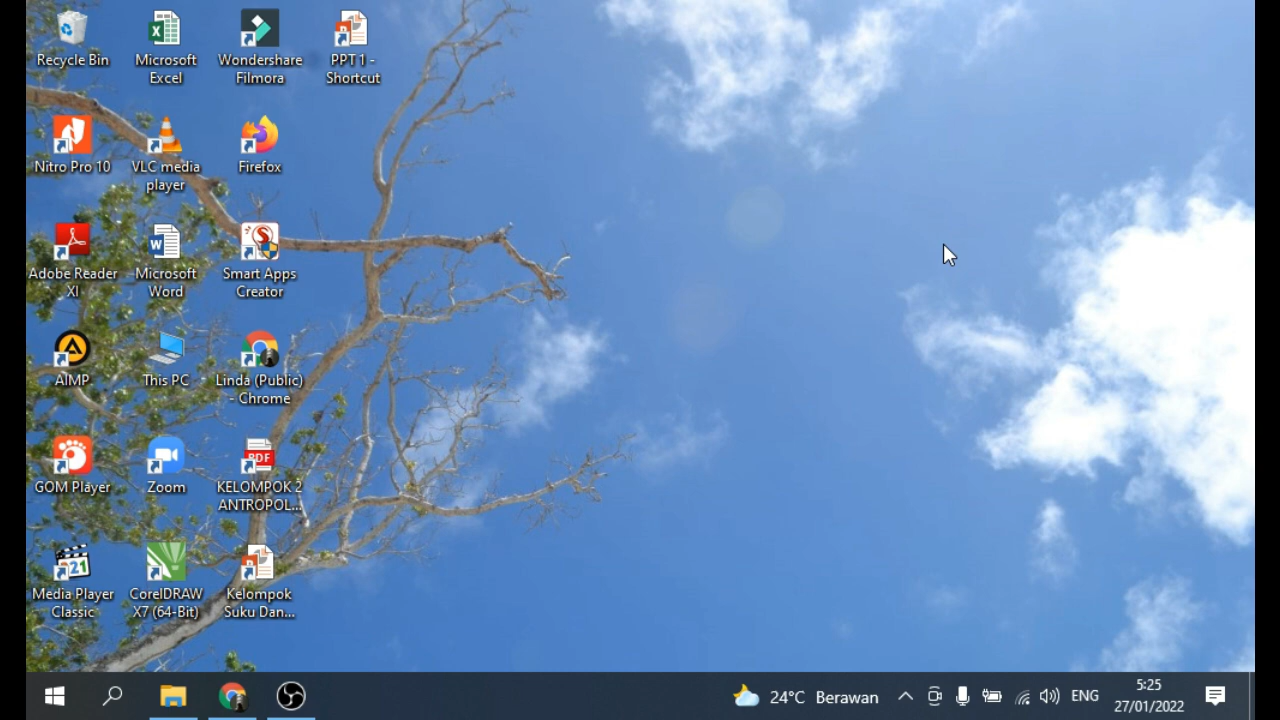 Recycle Bin
Microsoft
Excel
Wondershare
Filmora
PPT 1 -
Shortcut
Nitro Pro 10
VLC media
player
Firefox
Adobe Reader
XI
Microsoft
Word
Smart Apps
Creator
AIMP
This PC
Linda (Public)
- Chrome
GOM Player
Zoom
PDF
KELOMPOK 2
ANTROPOL...
321
Media Player
Classic
CorelDRAW
X7 (64-Bit)
Kelompok
Suku Dan...
24°C Berawan
ENG
5:25
27/01/2022